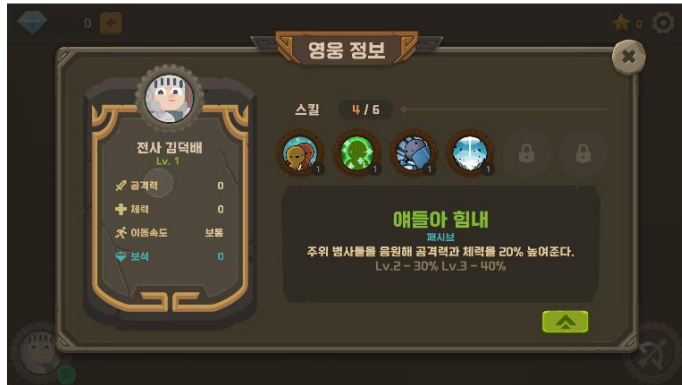 0
0
영웅 정보
전사 김덕배
Lv. 1
공격력 0
체력 0
이동속도 보통
보석 0
스킬 4 / 6
1 1 1 1
얘들아 힘내
패시브
주위 병사들을 응원해 공격력과 체력을 20% 높여준다.
Lv.2 - 30% Lv.3 - 40%